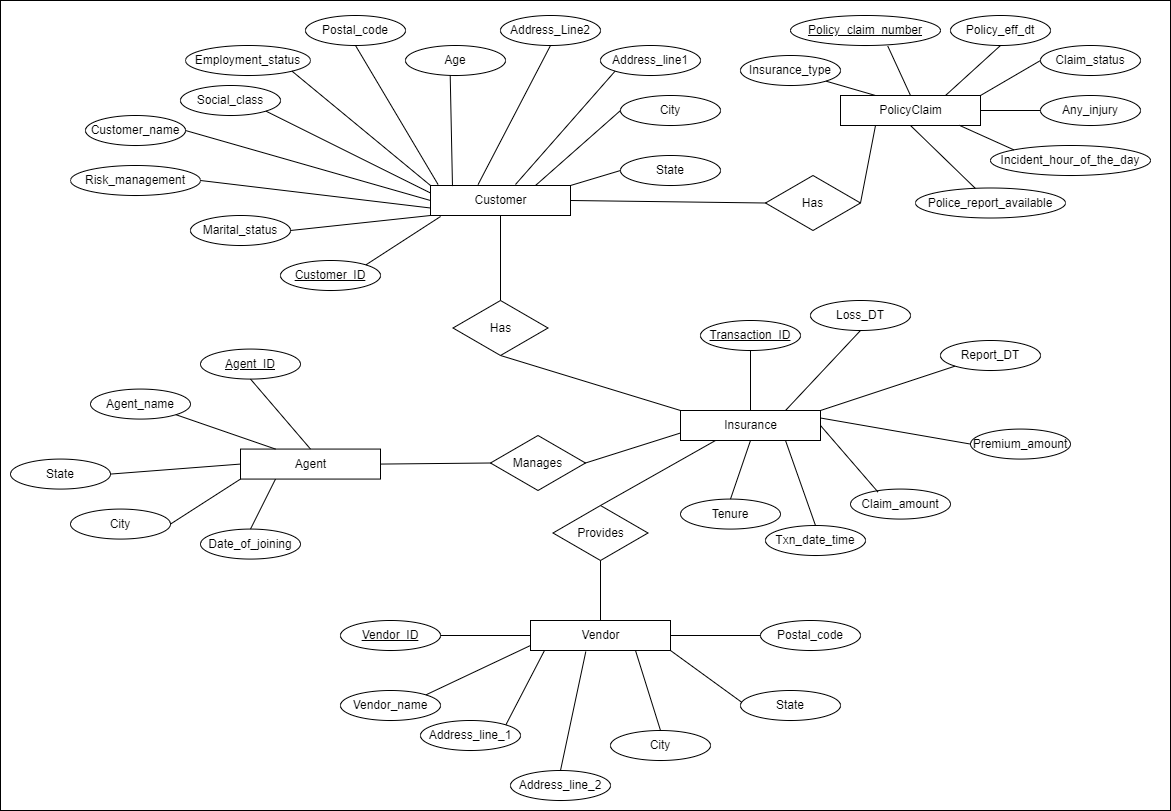 Postal_code
Address_Line2
Policy_claim_number
Policy_eff_dt
Employment_status
Age
Address_line1
Insurance_type
Claim_status
Social_class
City
PolicyClaim
Any_injury
Customer_name
Incident_hour_of_the_day
Risk_management
State
Customer
Has
Police_report_available
Marital_status
Customer_ID
Has
Transaction_ID
Loss_DT
Report_DT
Agent_ID
Agent_name
Insurance
Premium_amount
State
Agent
Manages
Claim_amount
City
Tenure
Provides
Txn_date_time
Date_of_joining
Vendor_ID
Vendor
Postal_code
Vendor_name
State
Address_line_1
City
Address_line_2